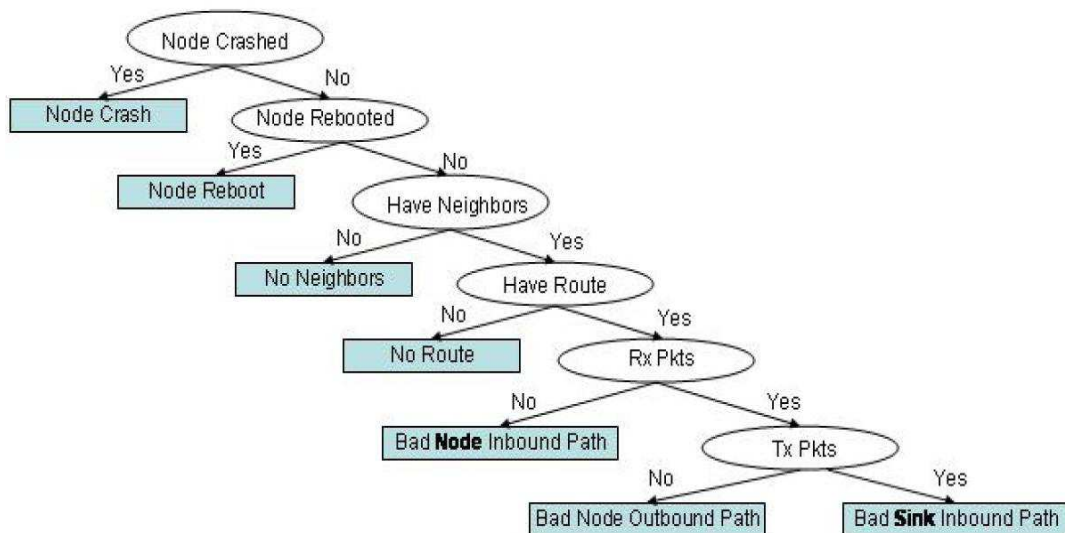 Node Crashed
Yes
No
Node Crash
Node Rebooted
Yes
No
Node Reboot
Have Neighbors
No
Yes
No Neighbors
Have Route
No
Yes
No Route
Rx Pkts
No
Yes
Bad Node Inbound Path
Tx Pkts
No
Yes
Bad Node Outbound Path
Bad Sink Inbound Path